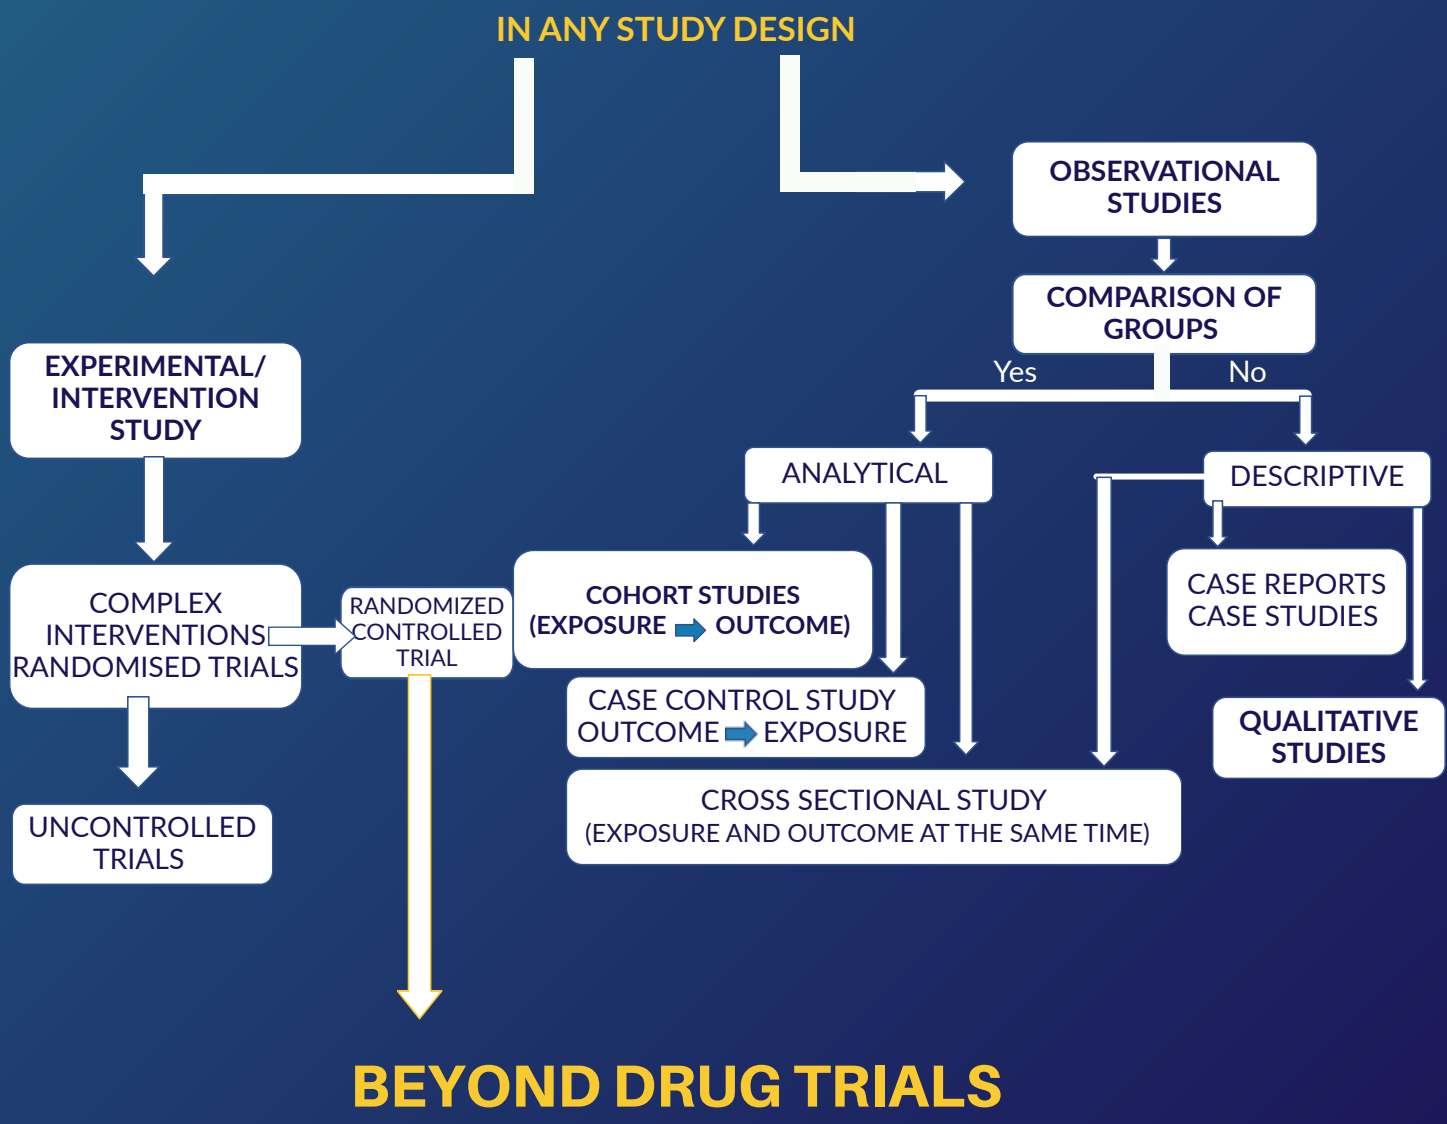 IN ANY STUDY DESIGN
OBSERVATIONAL
STUDIES
COMPARISON OF
GROUPS
Yes
No
EXPERIMENTAL/
INTERVENTION
STUDY
ANALYTICAL
DESCRIPTIVE
COMPLEX
INTERVENTIONS
RANDOMISED TRIALS
RANDOMIZED
CONTROLLED
TRIAL
COHORT STUDIES
(EXPOSURE OUTCOME)
CASE REPORTS
CASE STUDIES
CASE CONTROL STUDY
OUTCOME EXPOSURE
QUALITATIVE
STUDIES
CROSS SECTIONAL STUDY
(EXPOSURE AND OUTCOME AT THE SAME TIME)
UNCONTROLLED
TRIALS
BEYOND DRUG TRIALS